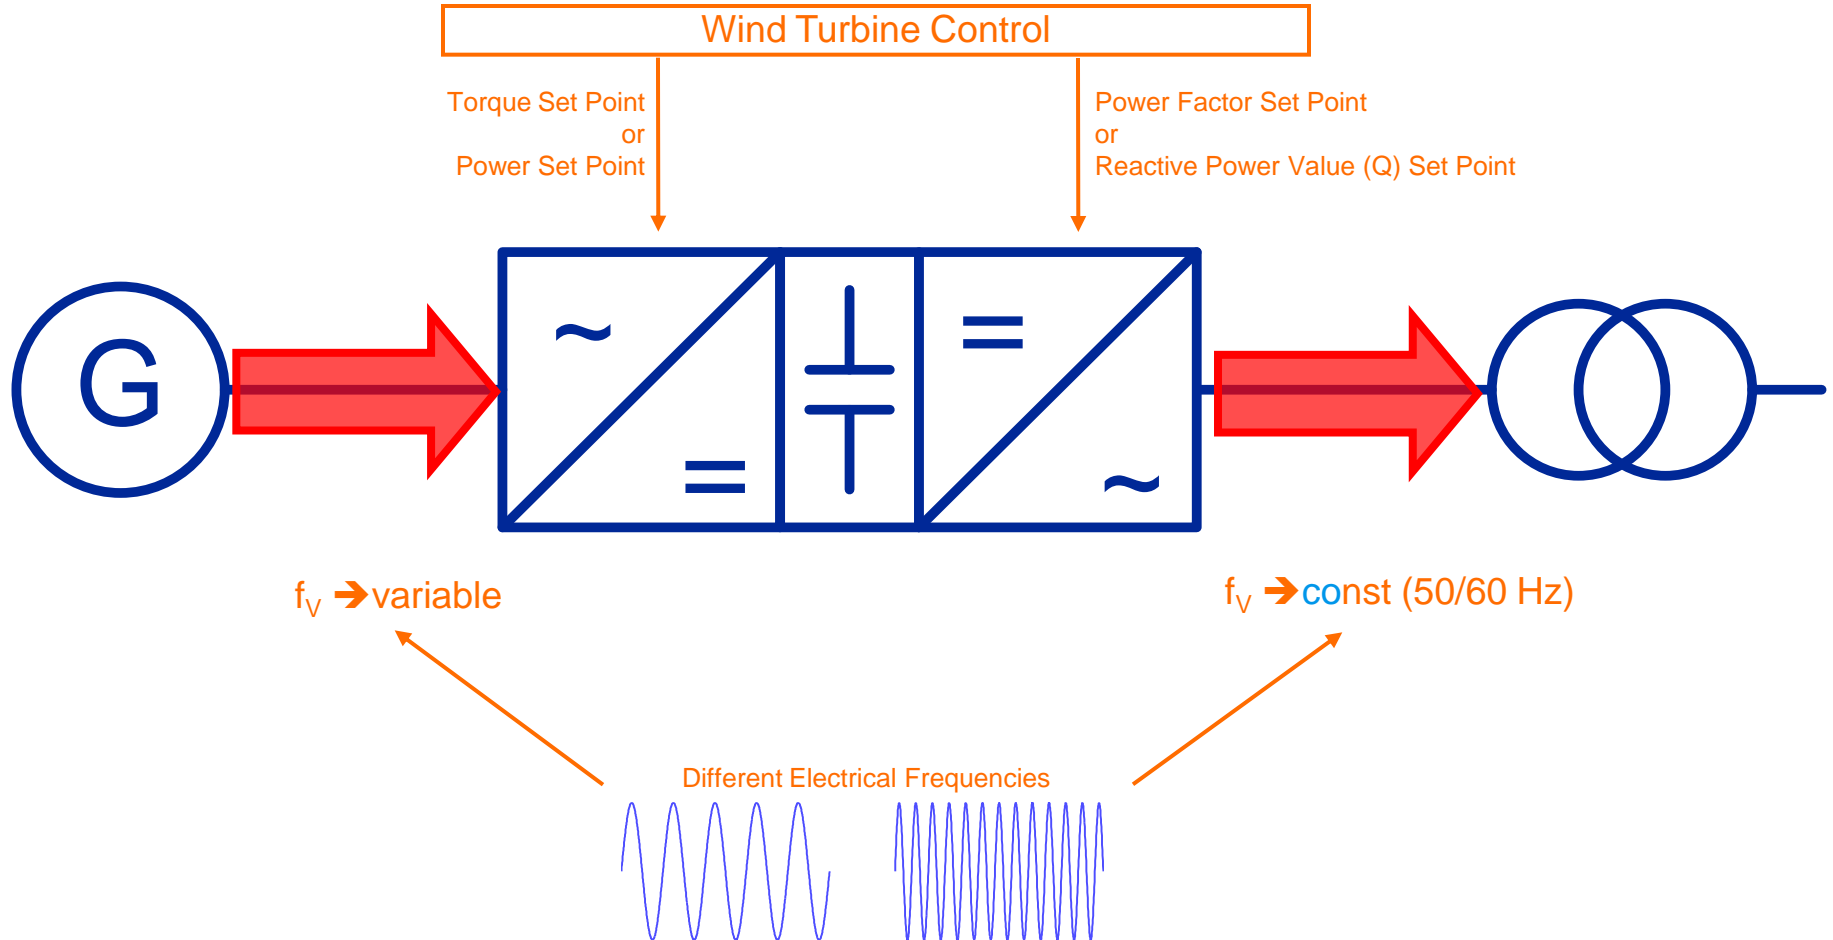 Wind Turbine Control
Torque Set Point
or
Power Set Point
Power Factor Set Point
or
Reactive Power Value (Q) Set Point
G
~
=
=
~
fV ➔ variable
fV ➔ const (50/60 Hz)
Different Electrical Frequencies